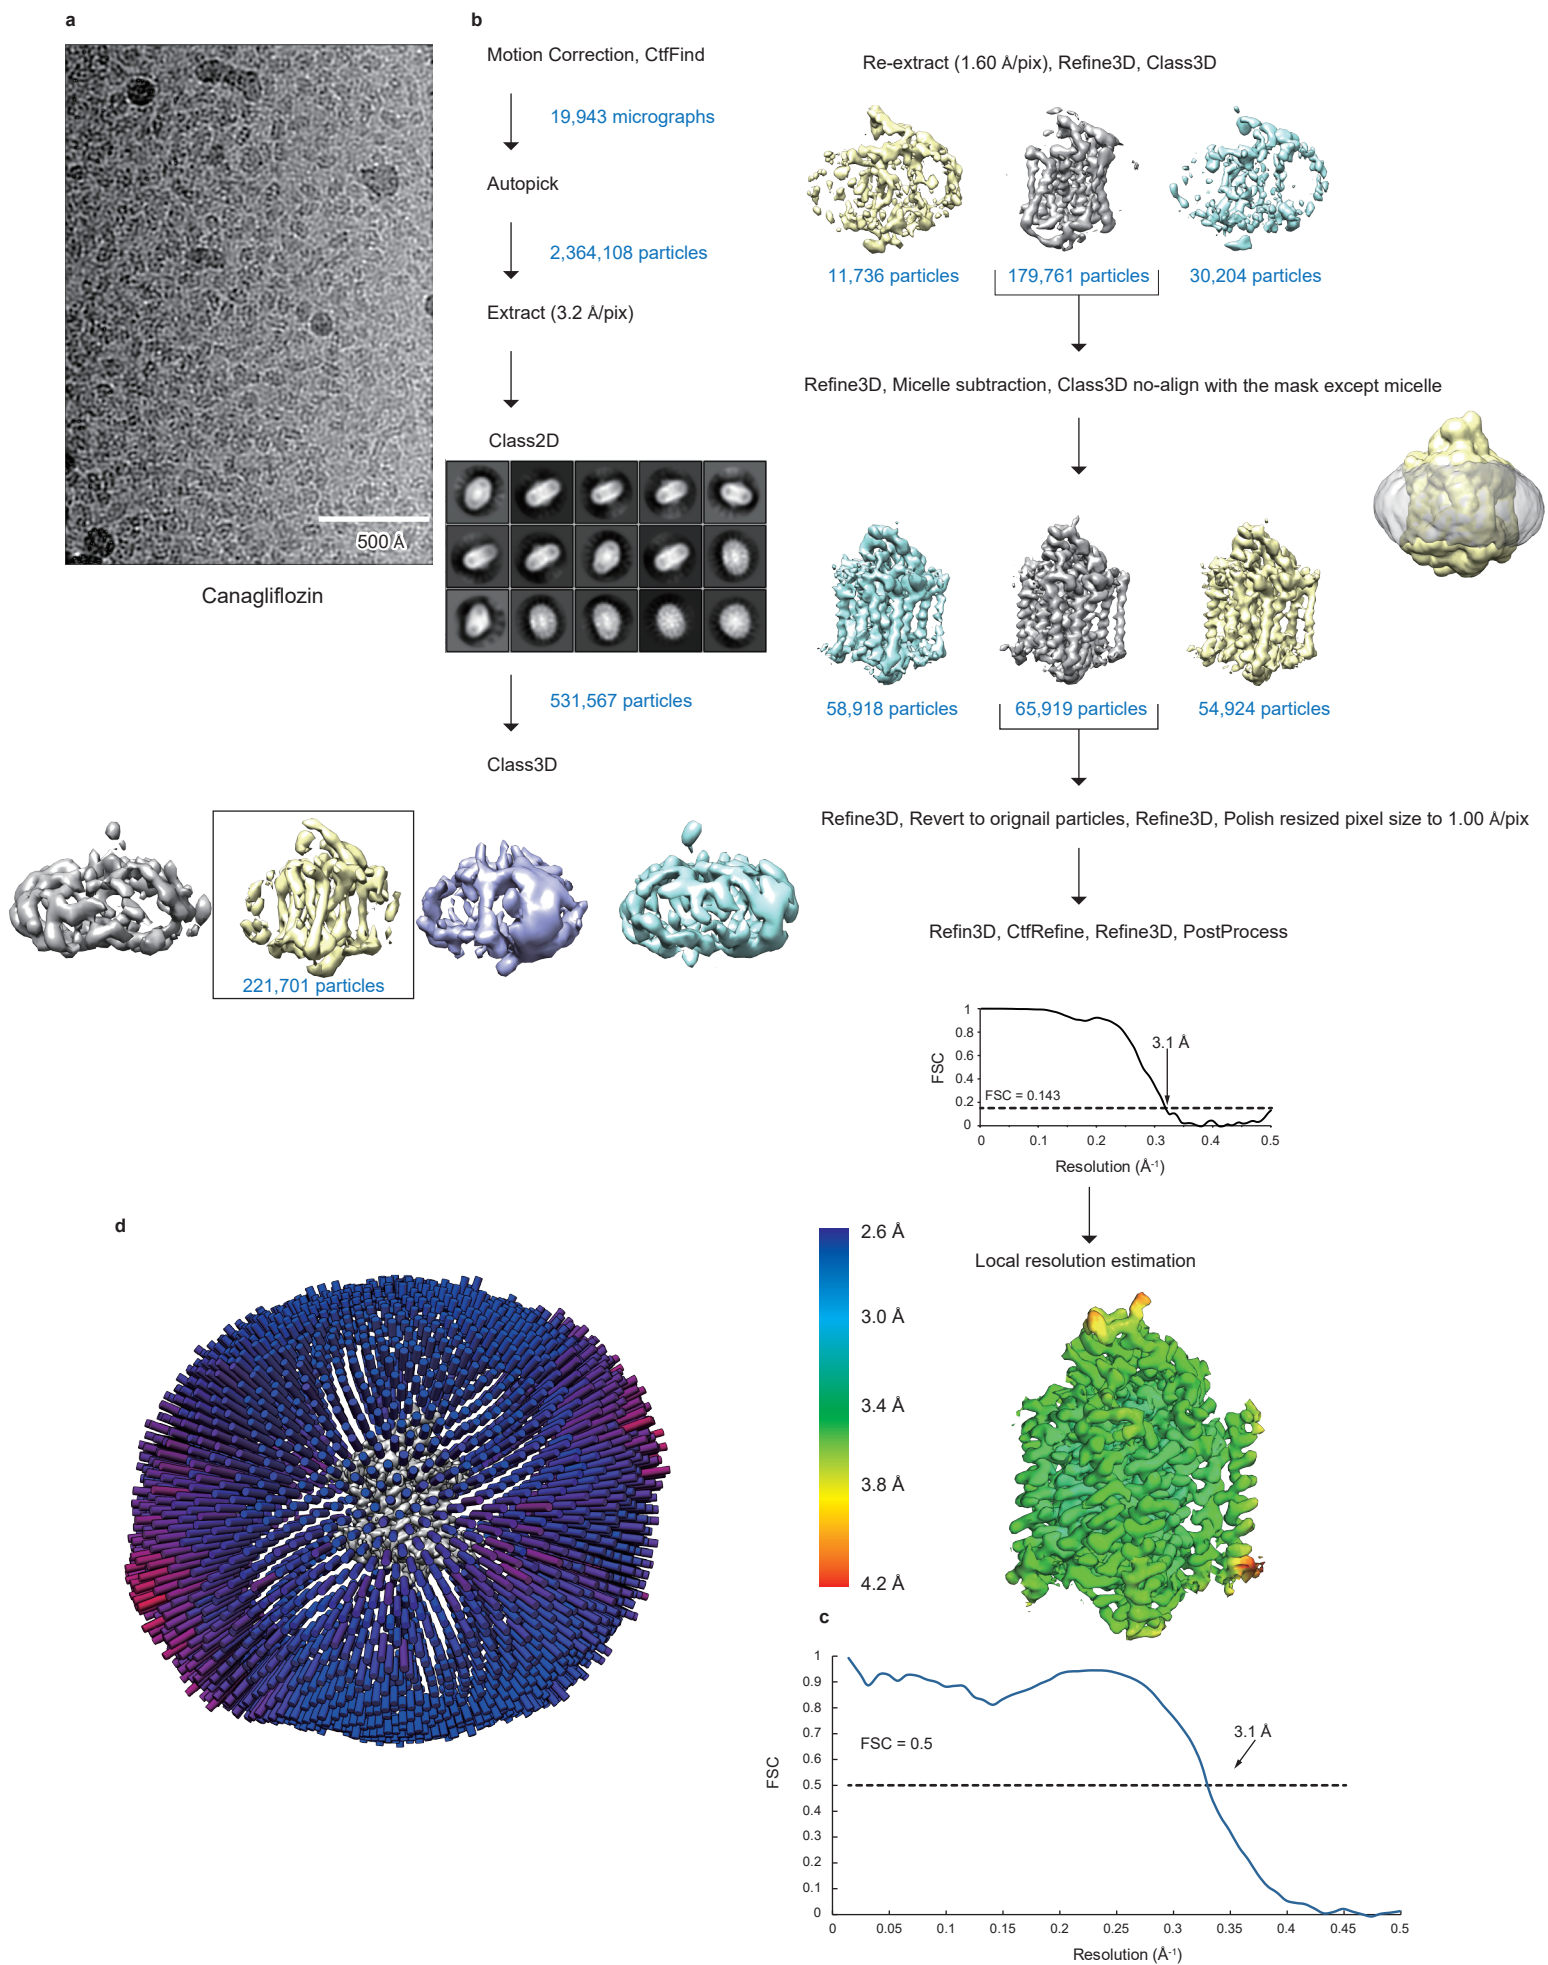 a
500 Å
Canagliflozin
b
Motion Correction, CtfFind
19,943 micrographs
Autopick
2,364,108 particles
Extract (3.2 Å/pix)
Class2D
531,567 particles
Class3D
221,701 particles
Re-extract (1.60 Å/pix), Refine3D, Class3D
11,736 particles
179,761 particles
30,204 particles
Refine3D, Micelle subtraction, Class3D no-align with the mask except micelle
58,918 particles
65,919 particles
54,924 particles
Refine3D, Revert to orignail particles, Refine3D, Polish resized pixel size to 1.00 Å/pix
Refin3D, CtfRefine, Refine3D, PostProcess
1
0.8
0.6
0.4
0.2
0
FSC
3.1 Å
FSC = 0.143
0
0.1
0.2
0.3
0.4
0.5
Resolution (Å-1)
Local resolution estimation
2.6 Å
3.0 Å
3.4 Å
3.8 Å
4.2 Å
c
1
0.9
0.8
0.7
0.6
0.5
0.4
0.3
0.2
0.1
0
FSC
FSC = 0.5
3.1 Å
0
0.05
0.1
0.15
0.2
0.25
0.3
0.35
0.4
0.45
0.5
Resolution (Å-1)
d